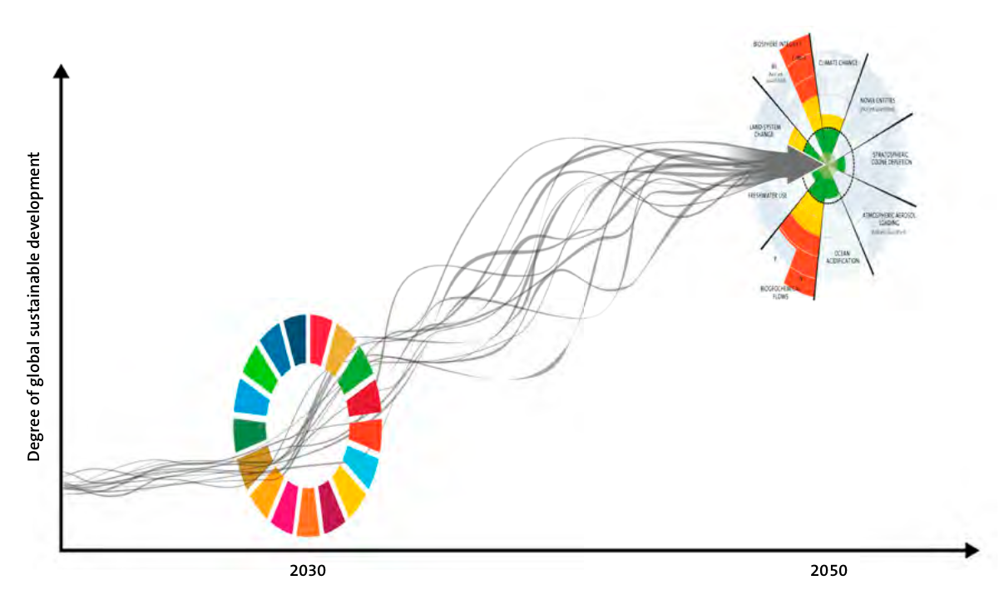 Degree of global sustainable development
BIOSPHERE INTEGRITY
CLIMATE CHANGE
NOVEL ENTITIES
LAND-SYSTEM
CHANGE
STRATOSPHERIC
OZONE DEPLETION
FRESHWATER USE
ATMOSPHERIC AEROSOL
LOADING
OCEAN
ACIDIFICATION
P
BIOGEOCHEMICAL
FLOWS
2030
2050